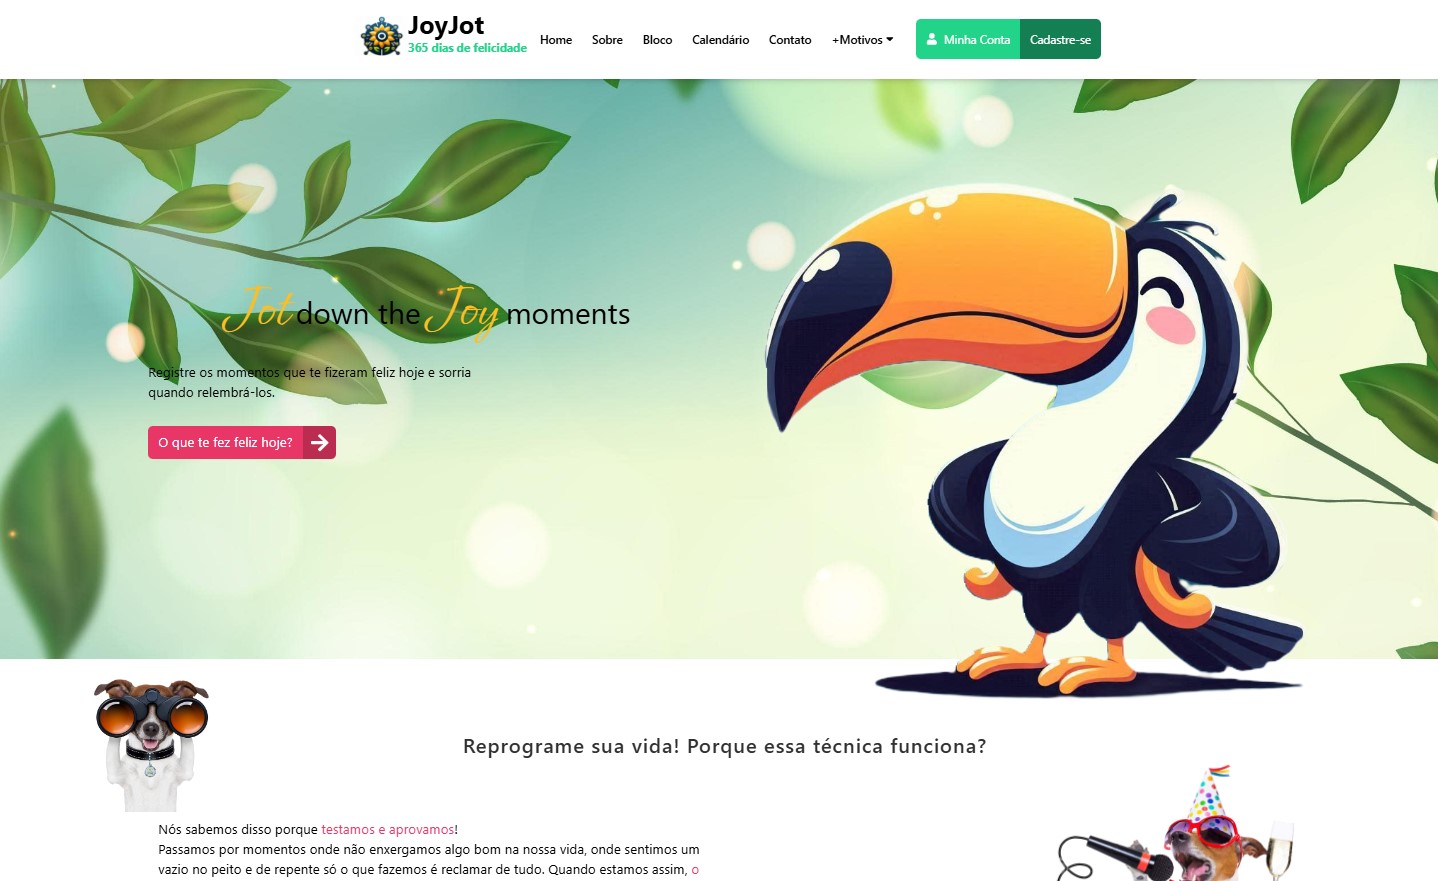 JoyJot
365 dias de felicidade
Home Sobre Bloco Calendário Contato +Motivos Minha Conta Cadastre-se
Jot down the Joy moments
Registre os momentos que te fizeram feliz hoje e sorria
quando relembrá-los.
O que te fez feliz hoje?
Reprograme sua vida! Porque essa técnica funciona?
Nós sabemos disso porque testamos e aprovamos!
Passamos por momentos onde não enxergamos algo bom na nossa vida, onde sentimos um
vazio no peito e de repente só o que fazemos é reclamar de tudo. Quando estamos assim, o